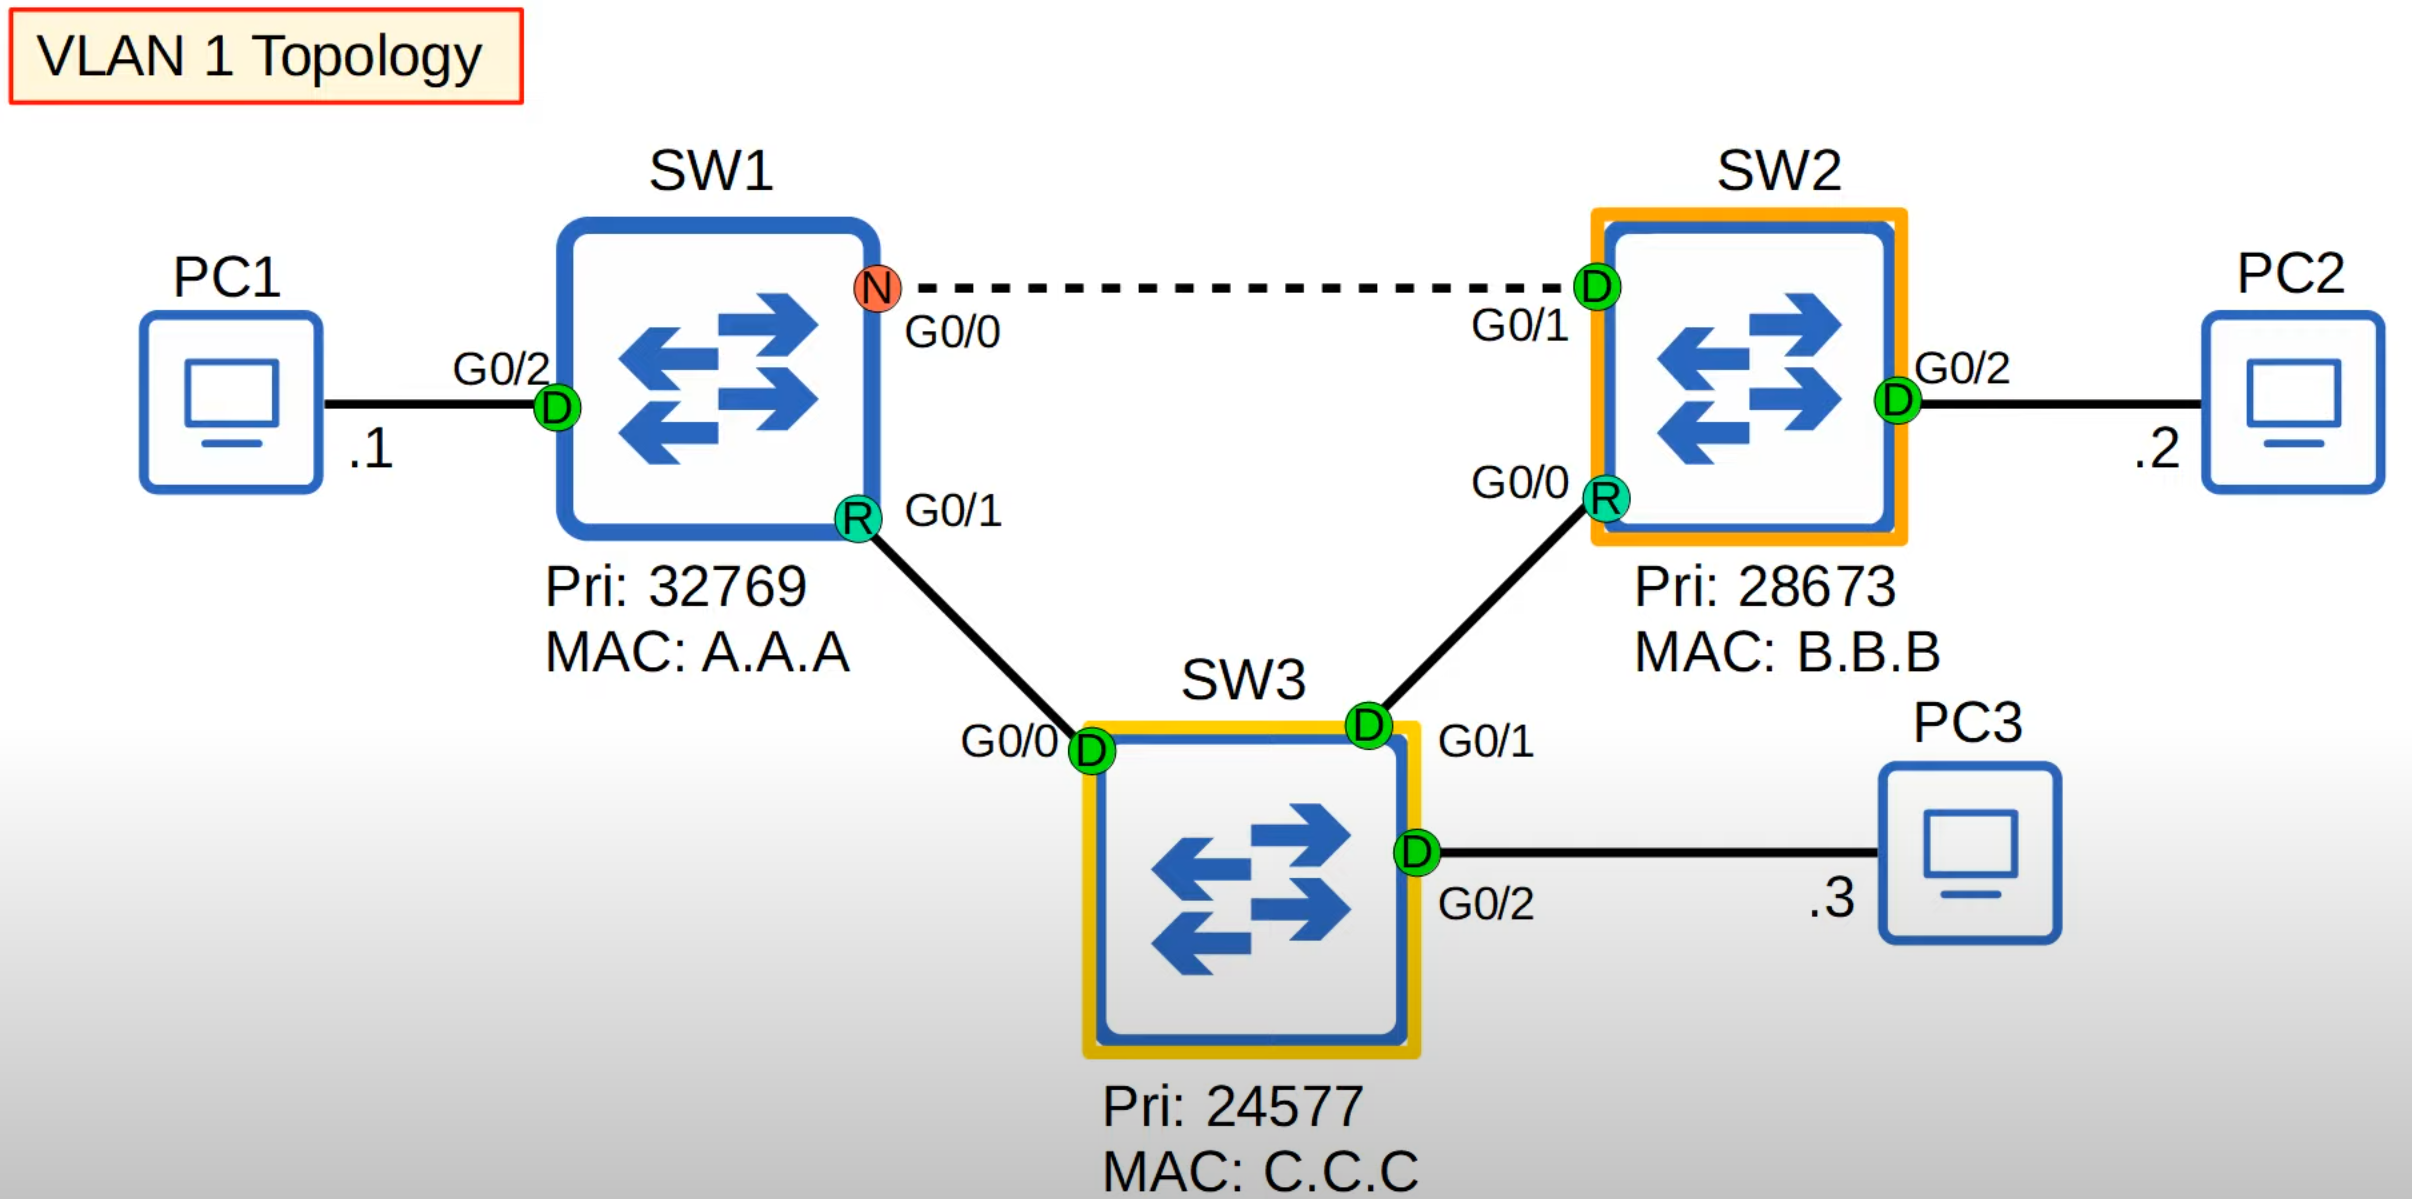 VLAN 1 Topology
SW1
SW2
PC1
PC2
N
D
G0/0
G0/1
G0/2
D
D
G0/2
.1
.2
R
G0/1
G0/0
R
Pri: 32769
MAC: A.A.A
Pri: 28673
MAC: B.B.B
SW3
PC3
G0/0
D
D
G0/1
D
G0/2
.3
Pri: 24577
MAC: C.C.C